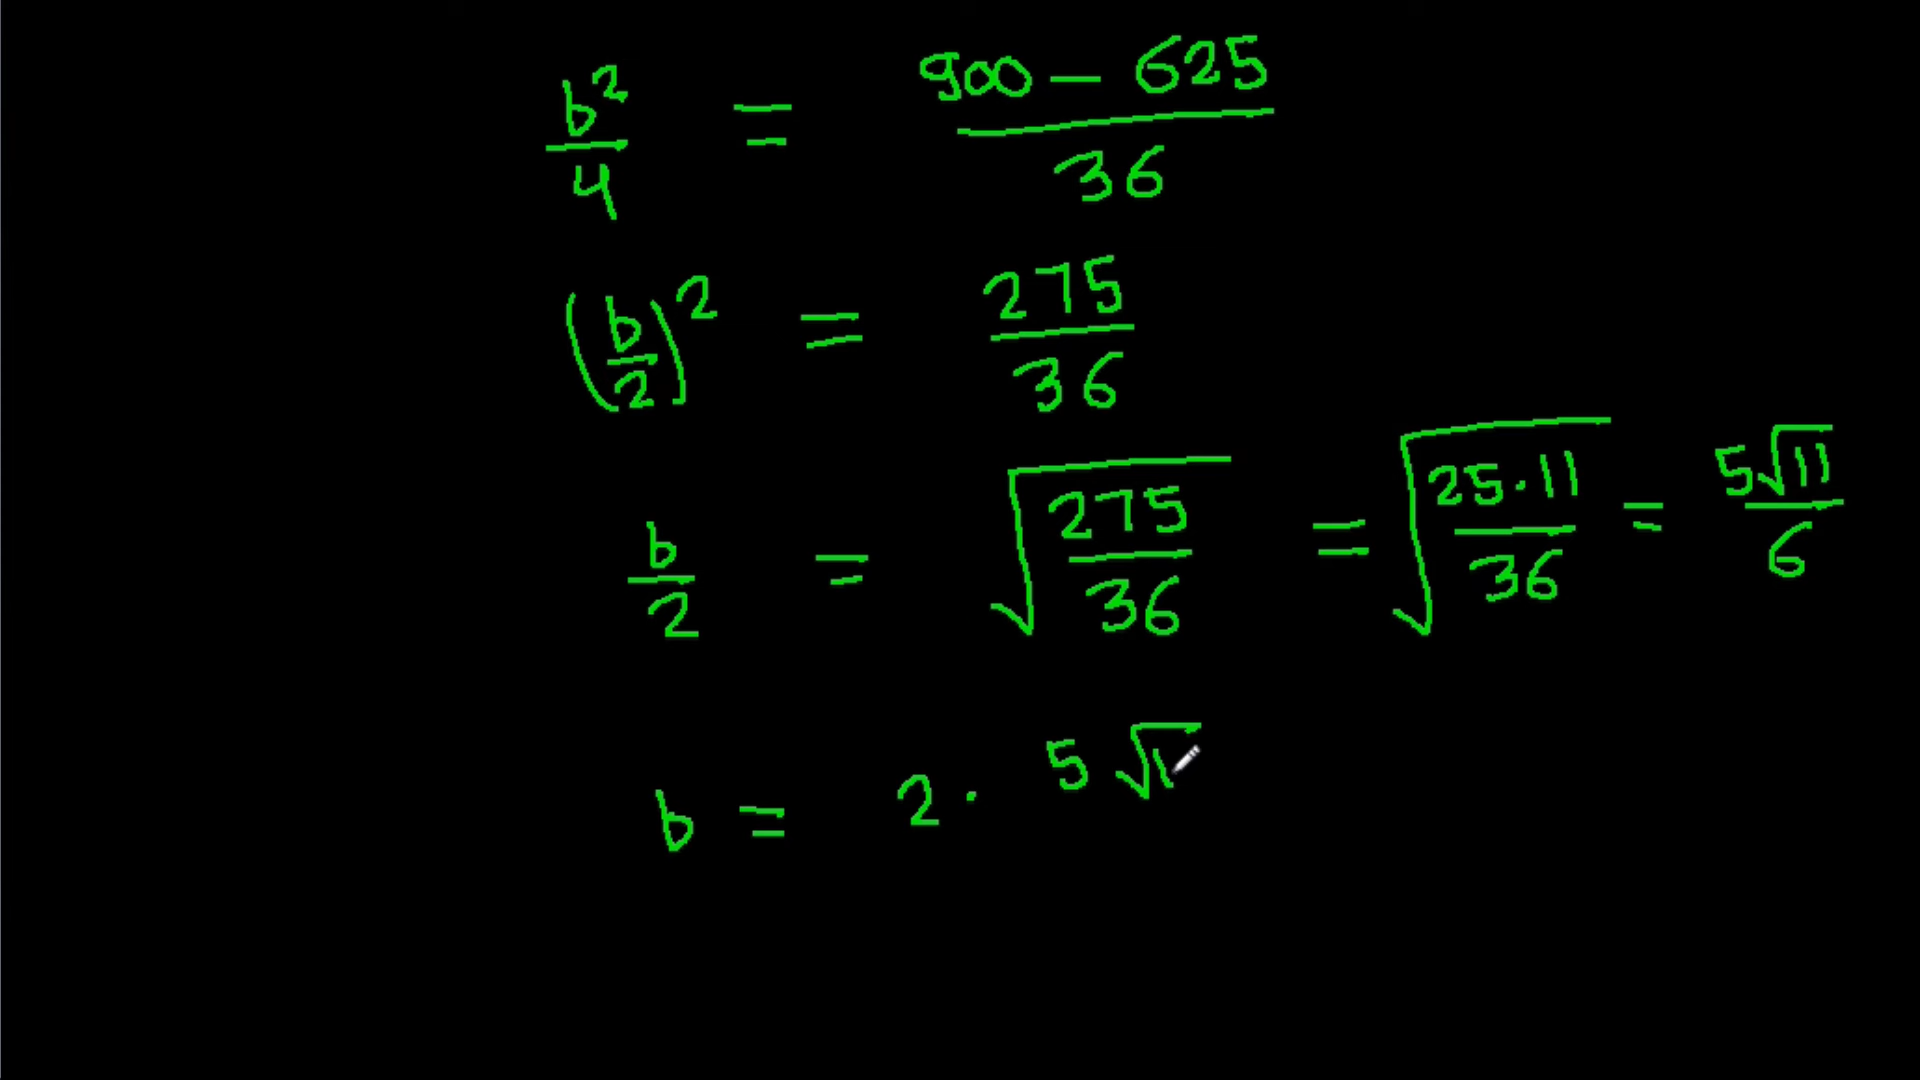 b²/4 = (900 – 625)/36
(b/2)² = 275/36
b/2 = √(275/36) = √(25·11/36) = 5√11/6
b = 2 · 5√1